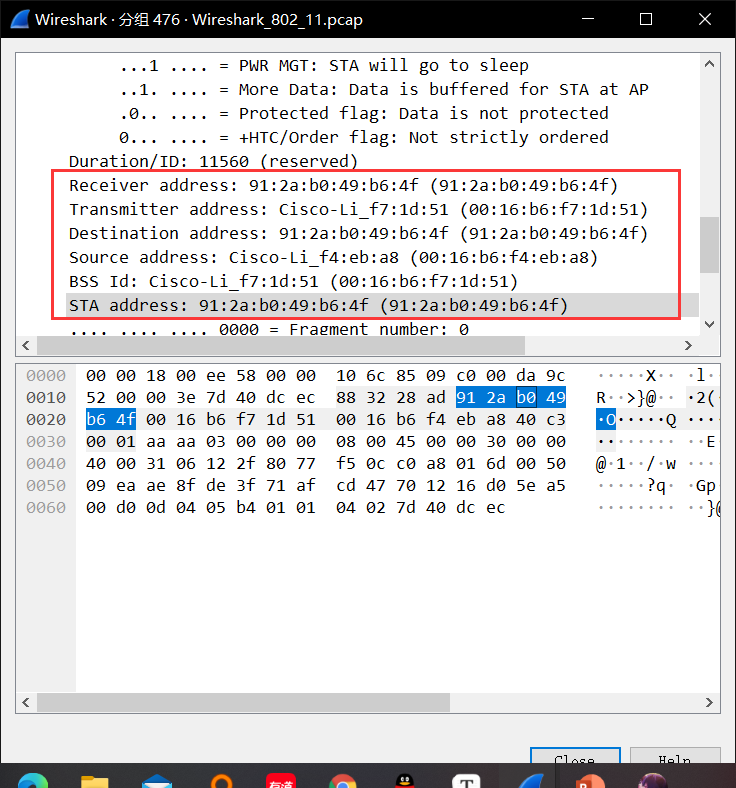 Wireshark · 分组 476 · Wireshark_802_11.pcap
...1 .... = PWR MGT: STA will go to sleep
..1. .... = More Data: Data is buffered for STA at AP
.0.. .... = Protected flag: Data is not protected
0... .... = +HTC/Order flag: Not strictly ordered
Duration/ID: 11560 (reserved)
Receiver address: 91:2a:b0:49:b6:4f (91:2a:b0:49:b6:4f)
Transmitter address: Cisco-Li_f7:1d:51 (00:16:b6:f7:1d:51)
Destination address: 91:2a:b0:49:b6:4f (91:2a:b0:49:b6:4f)
Source address: Cisco-Li_f4:eb:a8 (00:16:b6:f4:eb:a8)
BSS Id: Cisco-Li_f7:1d:51 (00:16:b6:f7:1d:51)
STA address: 91:2a:b0:49:b6:4f (91:2a:b0:49:b6:4f)
.... .... .... 0000 = Fragment number: 0
0000 00 00 18 00 ee 58 00 00 10 6c 85 09 c0 00 da 9c ·····X·· ·l·
0010 52 00 00 3e 7d 40 dc ec 88 32 28 ad 91 2a b0 49 R··>}@·· ·2(·
0020 b6 4f 00 16 b6 f7 1d 51 00 16 b6 f4 eb a8 40 c3 ·O·····Q ····
0030 00 01 aa aa 03 00 00 00 08 00 45 00 00 30 00 00 ········ ··E
0040 40 00 31 06 12 2f 80 77 f5 0c c0 a8 01 6d 00 50 @·1··/·w ····
0050 09 ea ae 8f de 3f 71 af cd 47 70 12 16 d0 5e a5 ·····?q· ·Gp·
0060 00 d0 0d 04 05 b4 01 01 04 02 7d 40 dc ec ········ ··}@
Close Help
有道 T P